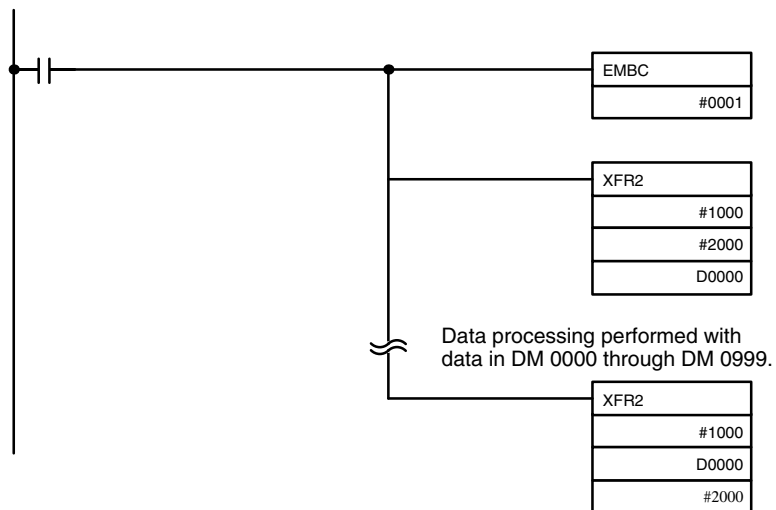 EMBC
#0001
XFR2
#1000
#2000
D0000
Data processing performed with
data in DM 0000 through DM 0999.
XFR2
#1000
D0000
#2000